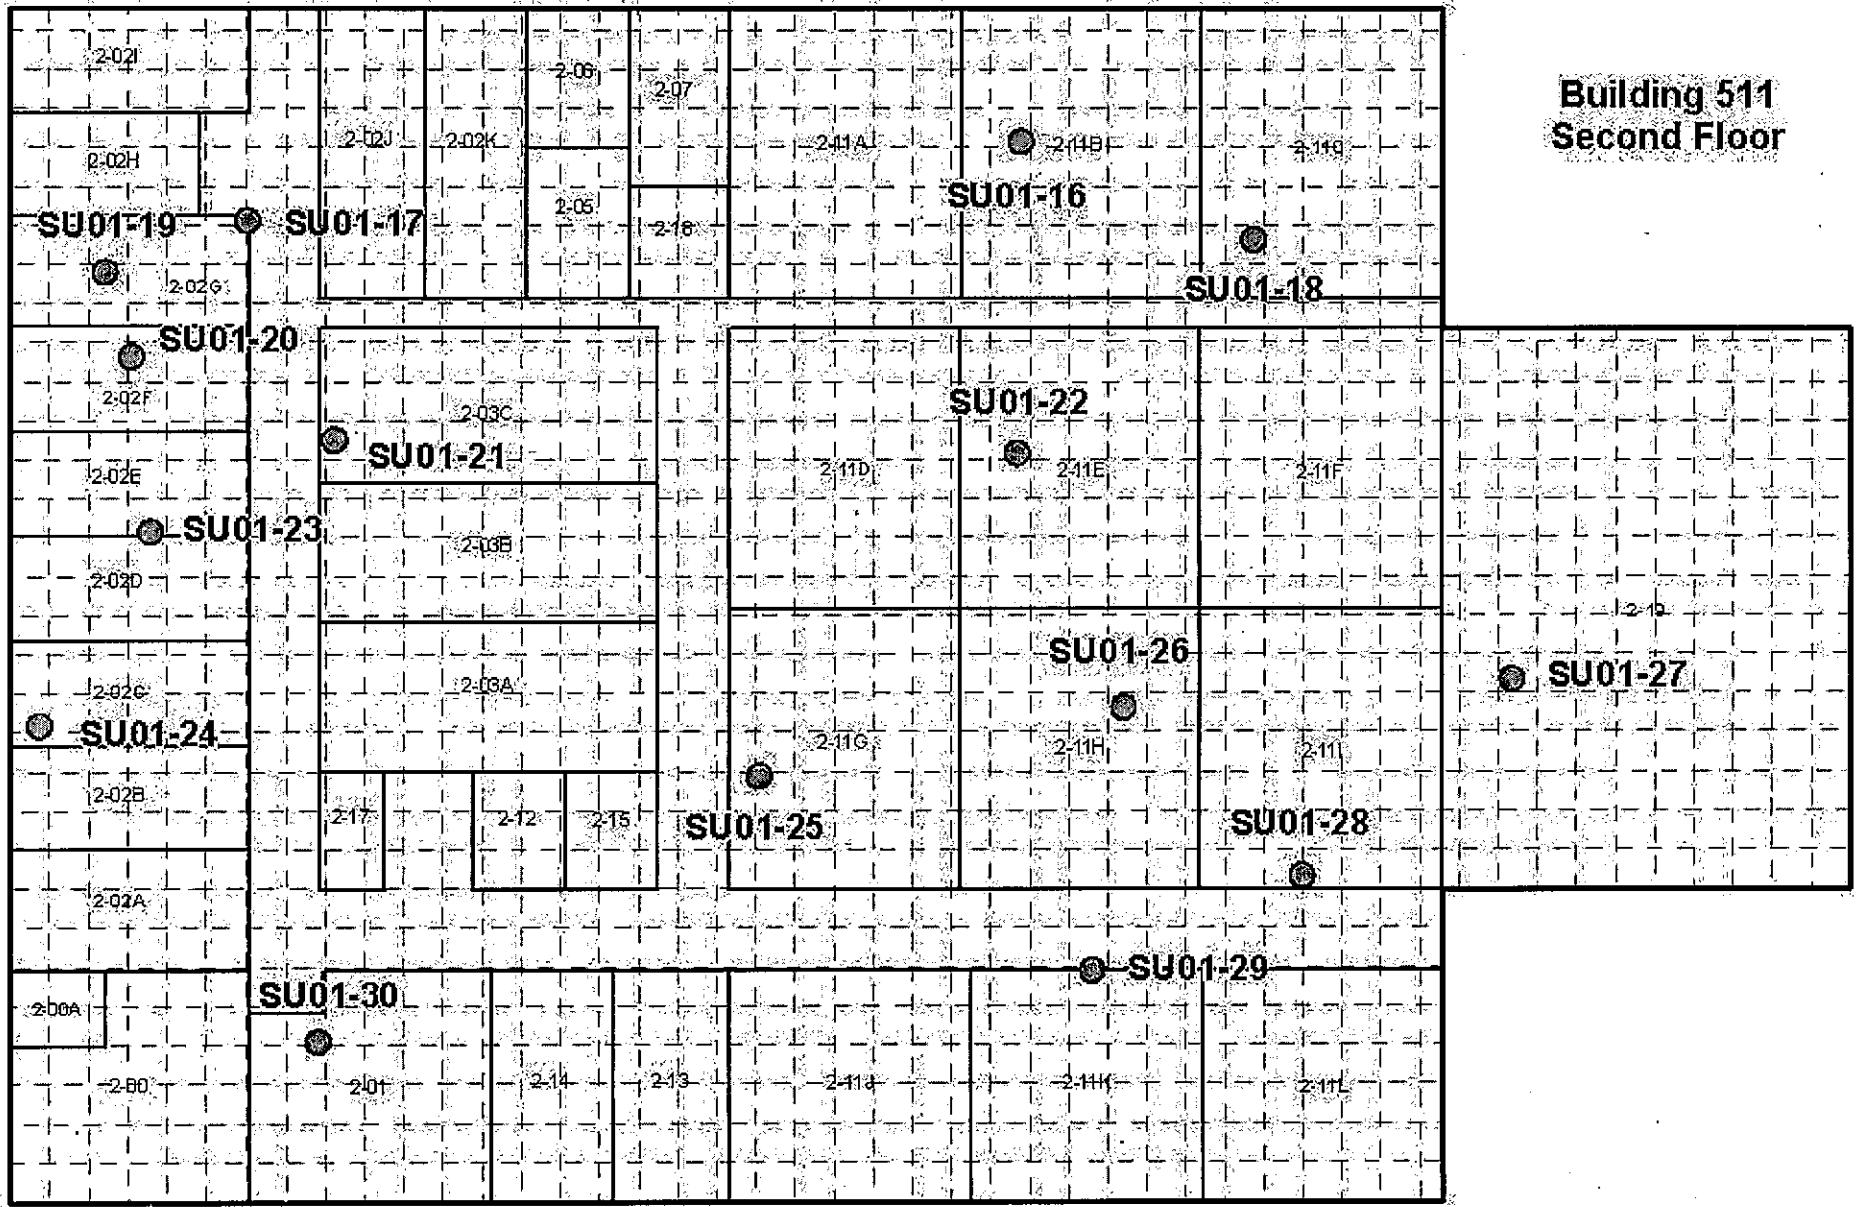 Building 511
Second Floor
2-02I
2-06
2-07
2-02J
2-02K
2-11A
2-11B
2-11C
2-02H
SU01-16
2-05
2-16
SU01-19
SU01-17
2-02G
SU01-18
SU01-20
2-02F
2-03C
SU01-22
SU01-21
2-02E
2-11D
2-11E
2-11F
SU01-23
2-03B
2-02D
2-19
SU01-26
SU01-27
2-02C
2-03A
SU01-24
2-11G
2-11H
2-11I
2-02B
2-17
2-12
2-15
SU01-25
SU01-28
2-02A
SU01-29
SU01-30
2-00A
2-00
2-01
2-14
2-13
2-11J
2-11K
2-11L